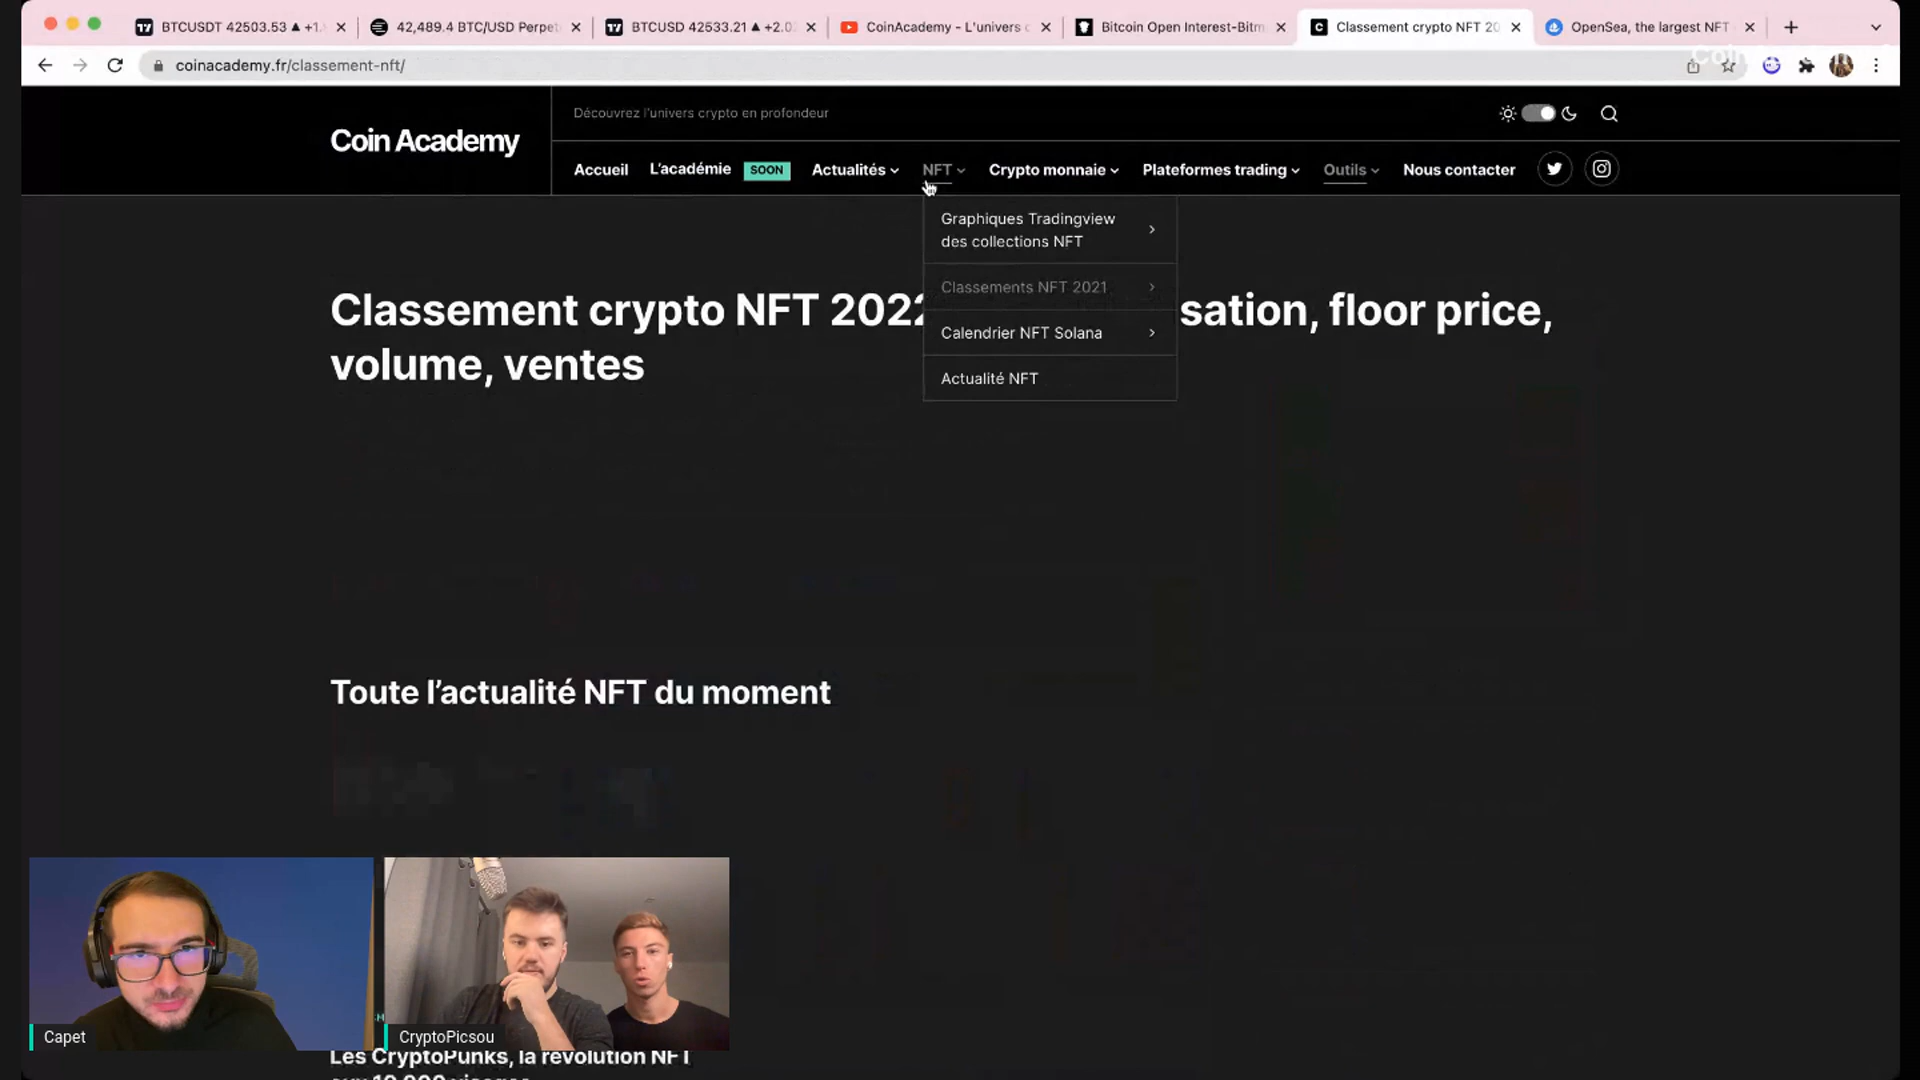 BTCUSDT 42503.53 ▲ +1.
42,489.4 BTC/USD Perpet
BTCUSD 42533.21 ▲ +2.0
CoinAcademy - L'univers c
Bitcoin Open Interest-Bitm
Classement crypto NFT 20
OpenSea, the largest NFT
coinacademy.fr/classement-nft/
Coin Academy
Découvrez l'univers crypto en profondeur
Accueil
L'académie
SOON
Actualités
NFT
Crypto monnaie
Plateformes trading
Outils
Nous contacter
Graphiques Tradingview
des collections NFT
Classements NFT 2021
Calendrier NFT Solana
Actualité NFT
Classement crypto NFT 2022 sation, floor price,
volume, ventes
Toute l'actualité NFT du moment
Capet
CryptoPicsou
Les CryptoPunks, la révolution NFT